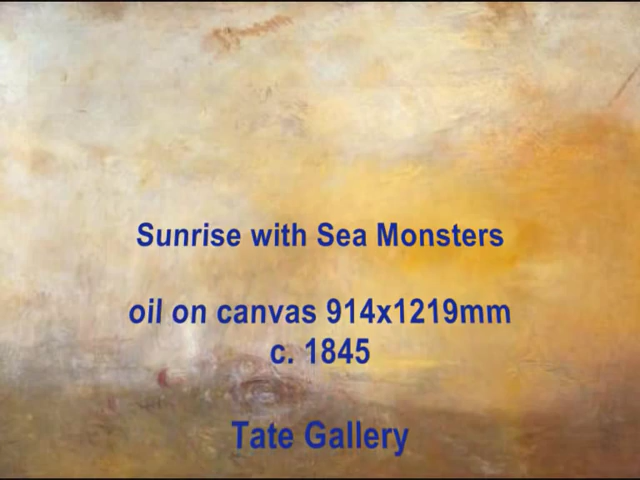 Sunrise with Sea Monsters
oil on canvas 914x1219mm
c. 1845
Tate Gallery